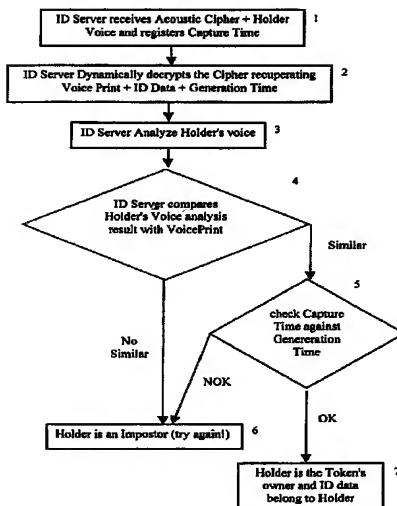 ID Server receives Acoustic Cipher + Holder
Voice and registers Capture Time
1
ID Server Dynamically decrypts the Cipher recuperating
Voice Print + ID Data + Generation Time
2
ID Server Analyze Holder's voice
3
4
ID Server compares
Holder's Voice analysis
result with VoicePrint
Similar
5
check Capture
Time against
Genereration
Time
No
Similar
NOK
OK
Holder is an Impostor (try again!)
6
7
Holder is the Token's
owner and ID data
belong to Holder